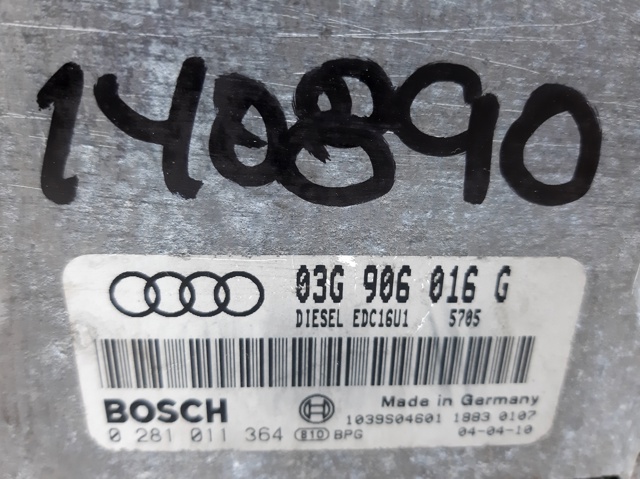 140890
03G 906 016 G
DIESEL EDC16U1 5705
BOSCH
Made in Germany
1039S04601 1883 0107
0 281 011 364 810 BPG
04-04-10